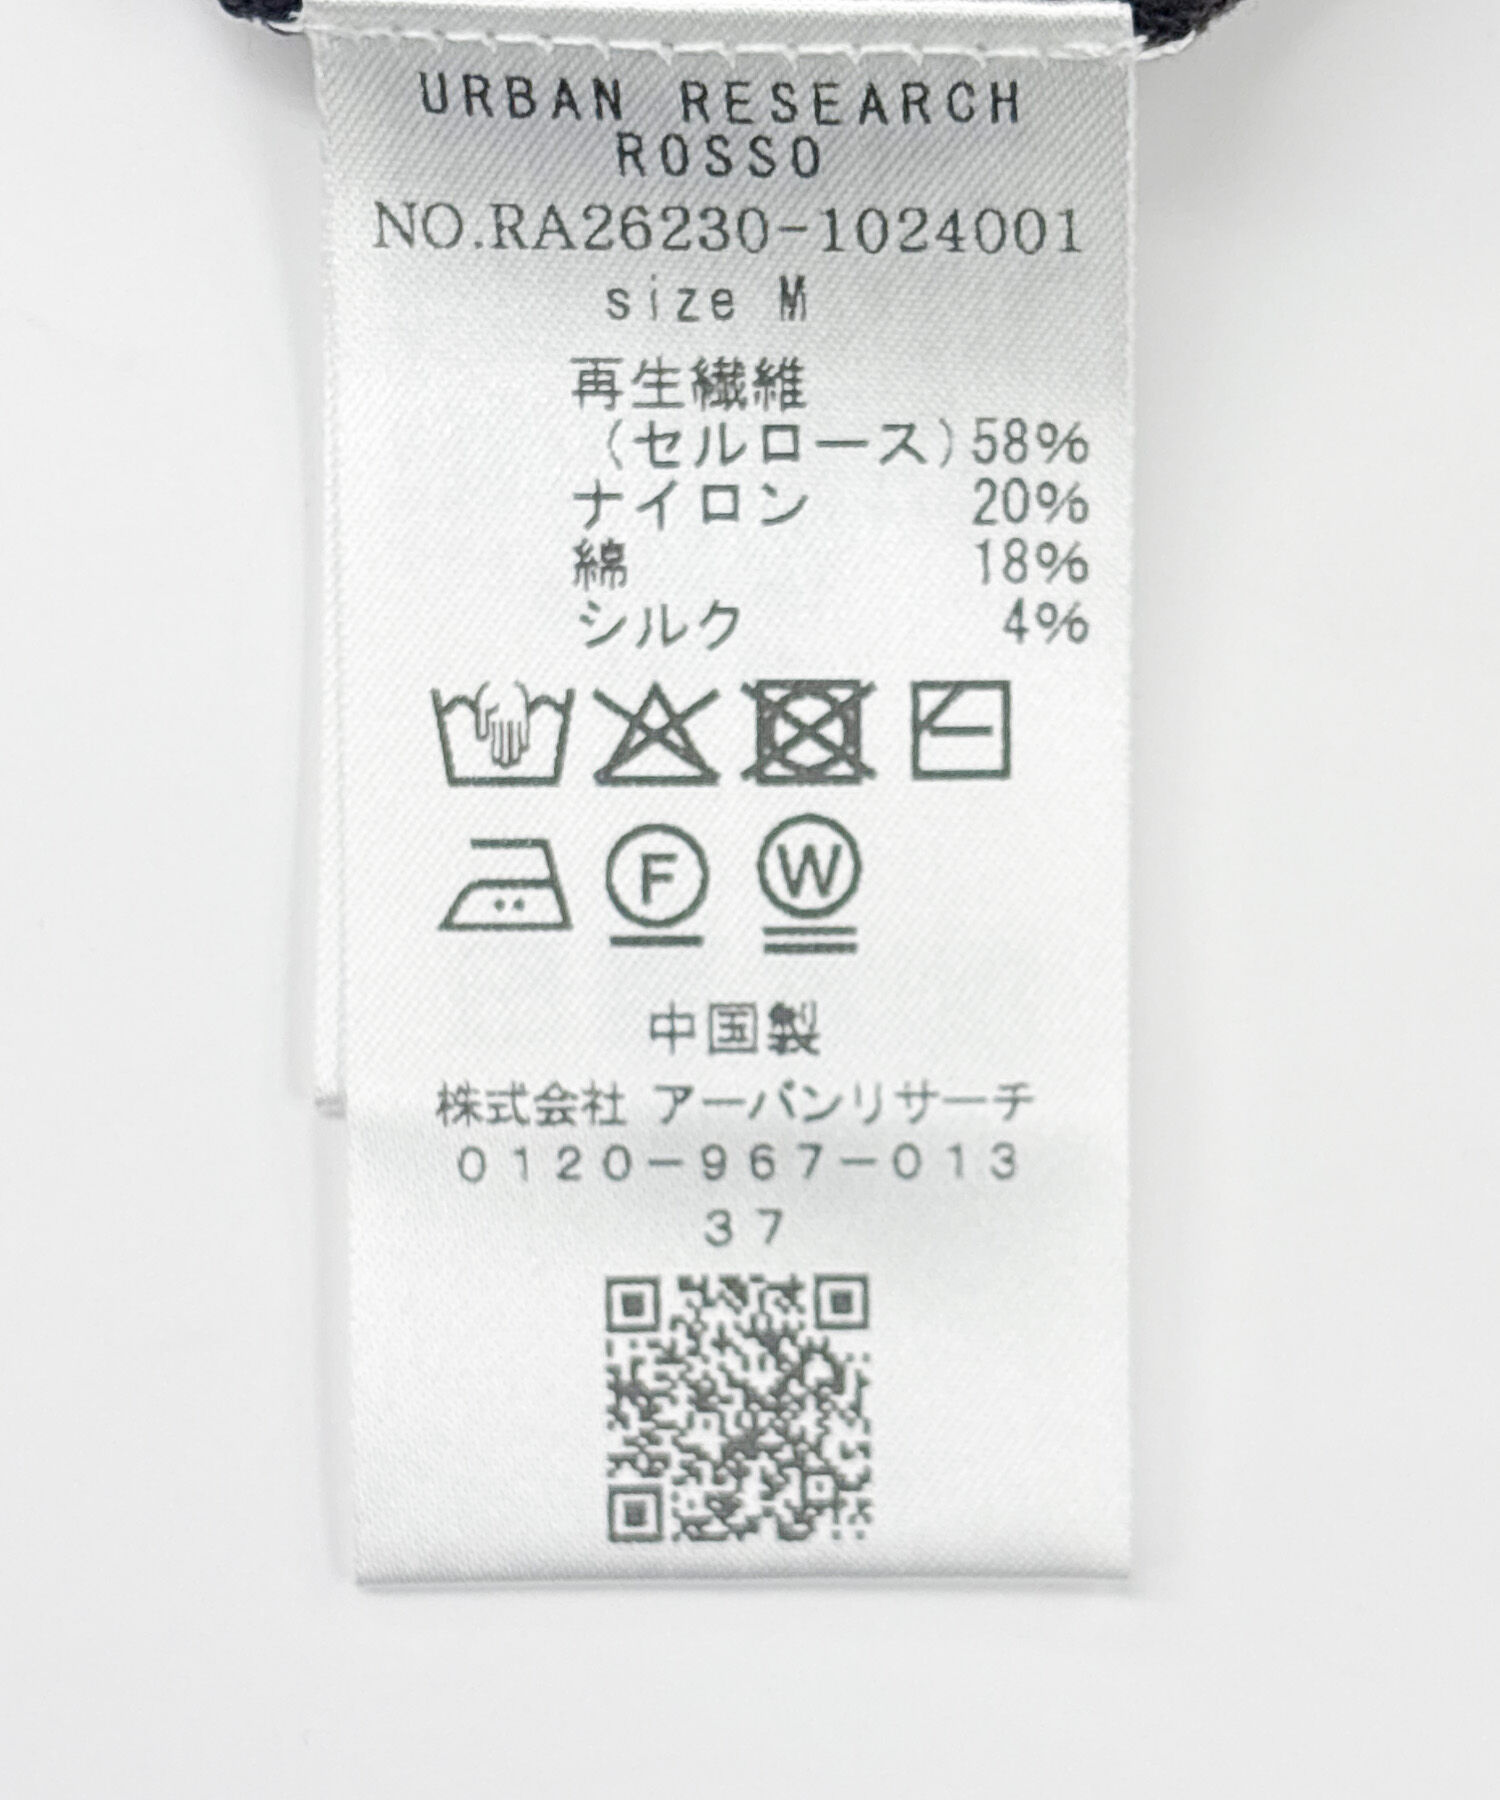 URBAN RESEARCH
ROSSO
NO.RA26230-1024001
size M
再生繊維
(セルロース)58%
ナイロン 20%
綿 18%
シルク 4%
F W
中国製
株式会社 アーバンリサーチ
0120-967-013
37